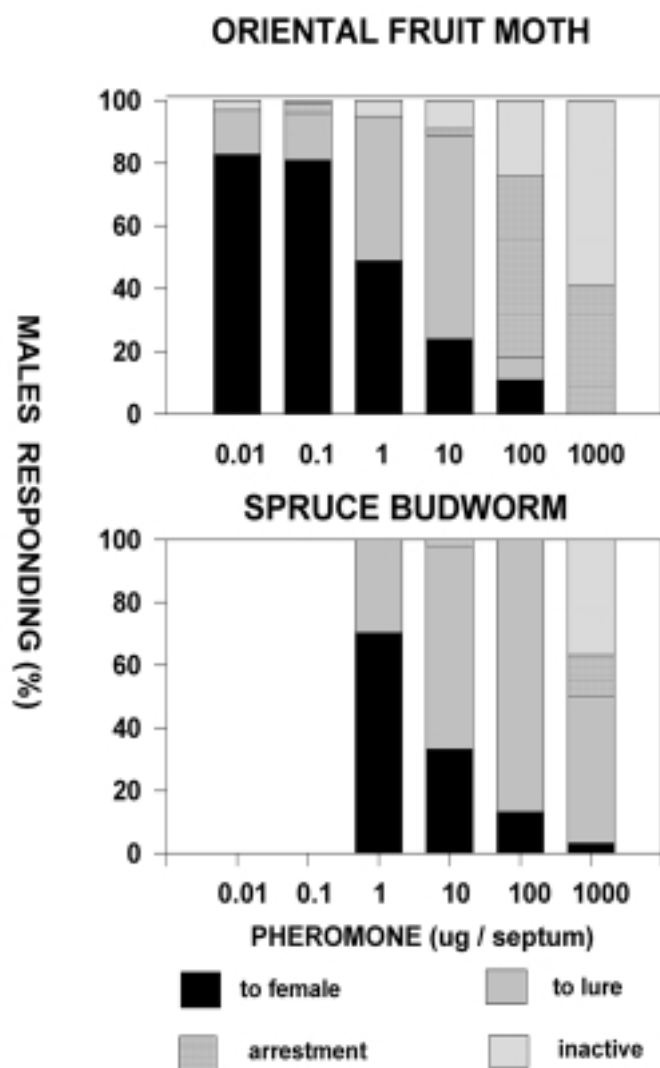 ORIENTAL FRUIT MOTH
100
80
60
40
20
0
0.01 0.1 1 10 100 1000
MALES RESPONDING (%)
SPRUCE BUDWORM
100
80
60
40
20
0
0.01 0.1 1 10 100 1000
PHEROMONE (ug / septum)
to female to lure
arrestment inactive